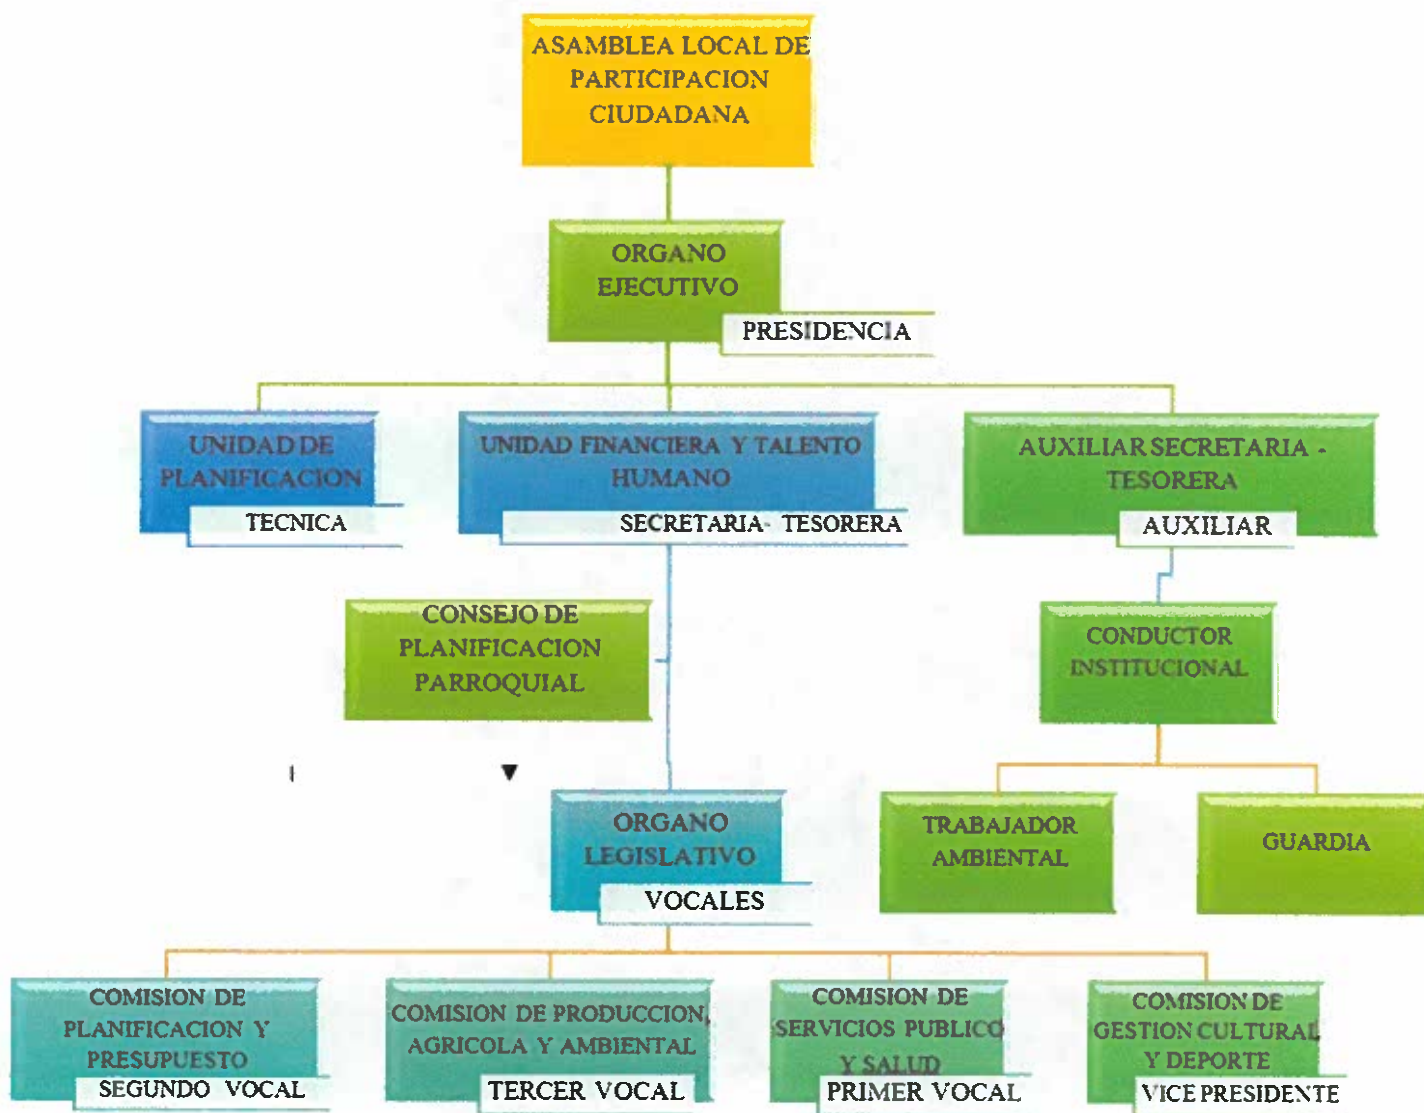 ASAMBLEA LOCAL DE
PARTICIPACION
CIUDADANA
ORGANO
EJECUTIVO
PRESIDENCIA
UNIDAD DE
PLANIFICACION
TECNICA
UNIDAD FINANCIERA Y TALENTO
HUMANO
SECRETARIA- TESORERA
AUXILIAR SECRETARIA -
TESORERA
AUXILIAR
CONSEJO DE
PLANIFICACION
PARROQUIAL
CONDUCTOR
INSTITUCIONAL
ORGANO
LEGISLATIVO
VOCALES
TRABAJADOR
AMBIENTAL
GUARDIA
COMISION DE
PLANIFICACION Y
PRESUPUESTO
SEGUNDO VOCAL
COMISION DE PRODUCCION,
AGRICOLA Y AMBIENTAL
TERCER VOCAL
COMISION DE
SERVICIOS PUBLICO
Y SALUD
PRIMER VOCAL
COMISION DE
GESTION CULTURAL
Y DEPORTE
VICE PRESIDENTE